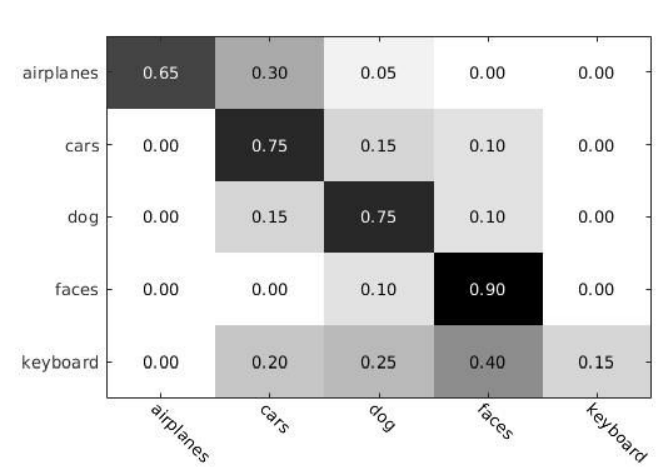 airplanes 0.65 0.30 0.05 0.00 0.00
cars 0.00 0.75 0.15 0.10 0.00
dog 0.00 0.15 0.75 0.10 0.00
faces 0.00 0.00 0.10 0.90 0.00
keyboard 0.00 0.20 0.25 0.40 0.15
airplanes cars dog faces keyboard